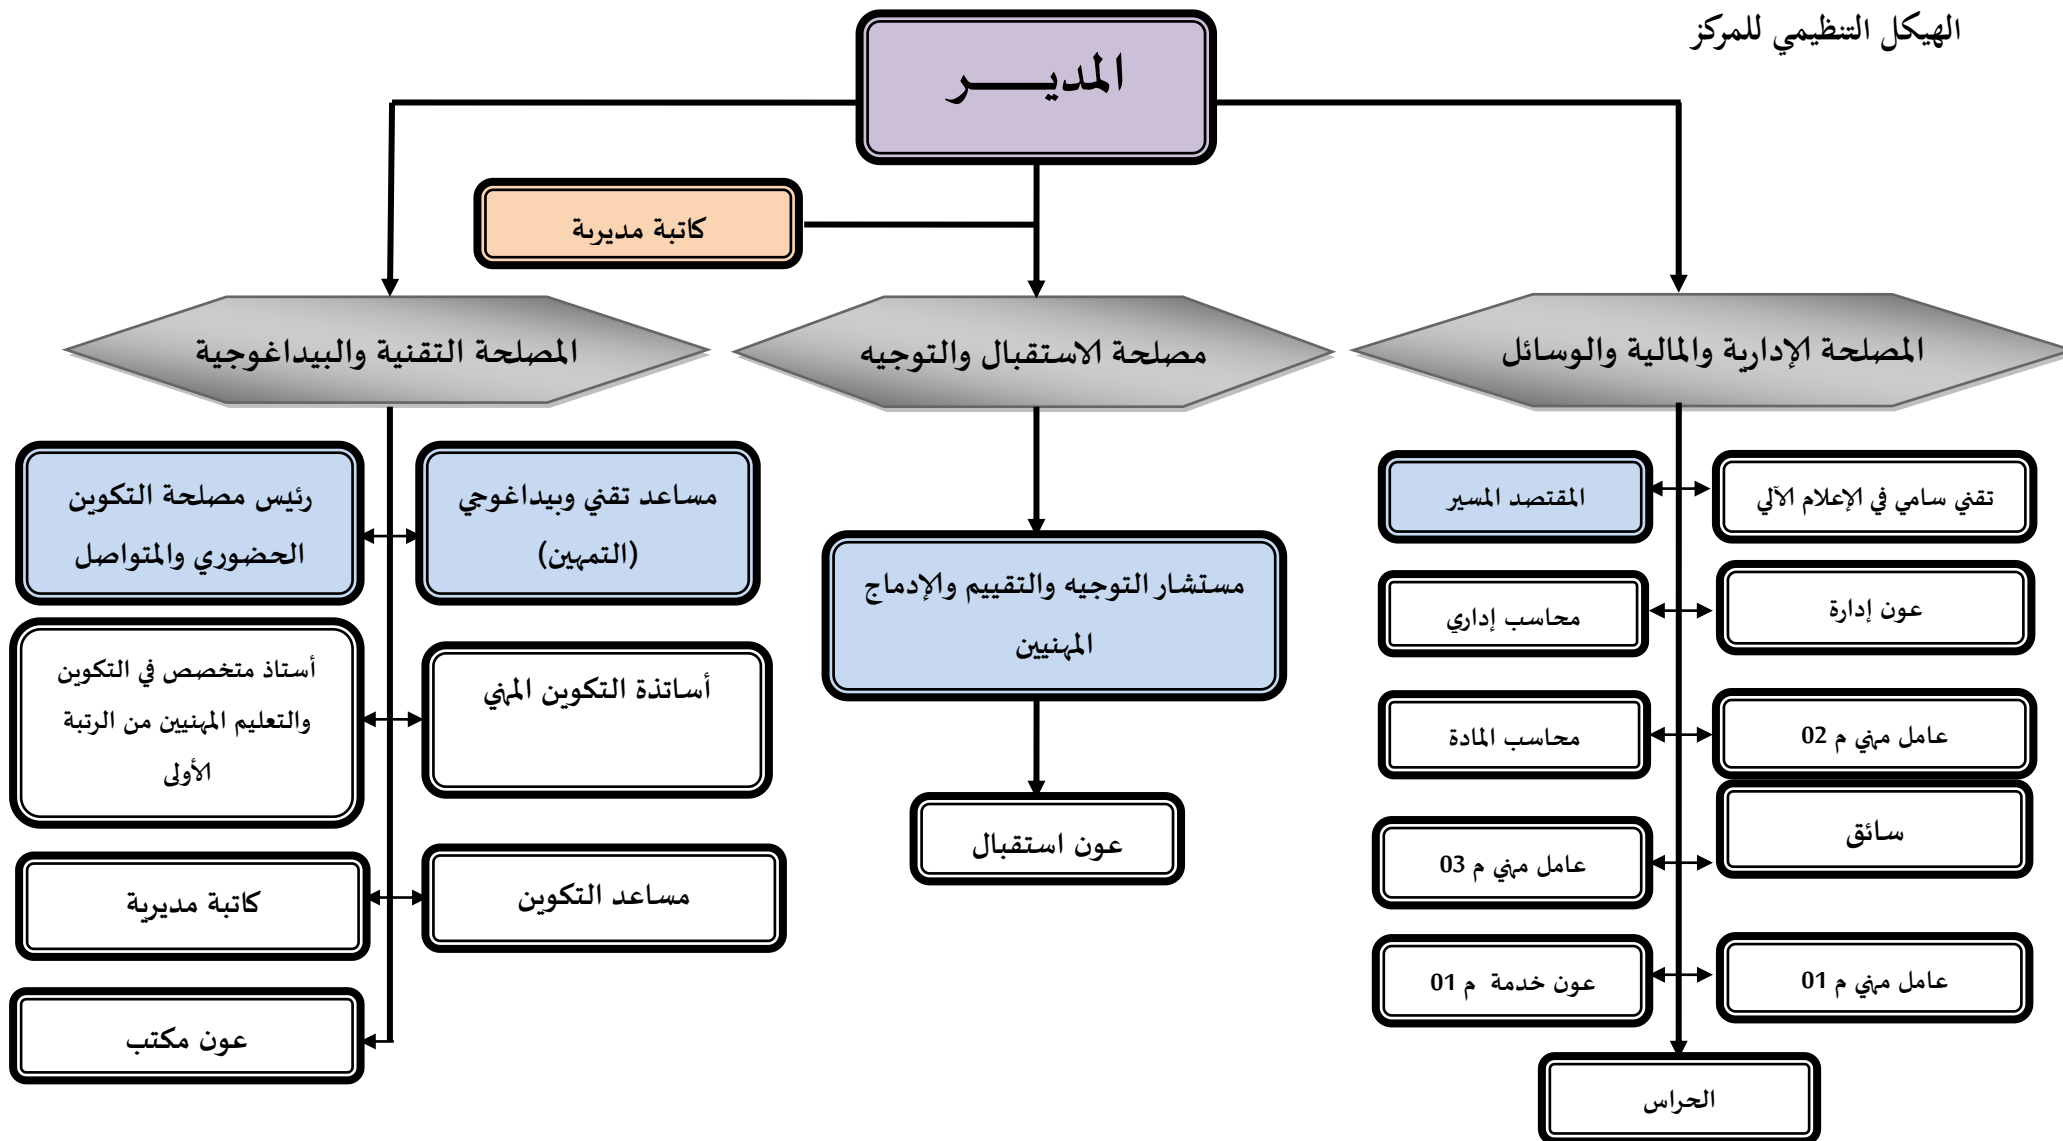 الهيكل التنظيمي للمركز
المديـــــر
كاتبة مديرية
المصلحة الإدارية والمالية والوسائل
مصلحة الاستقبال والتوجيه
المصلحة التقنية والبيداغوجية
تقني سامي في الإعلام الآلي
المقتصد المسير
عون إدارة
محاسب إداري
عامل مهني م 02
محاسب المادة
سائق
عامل مهني م 03
عامل مهني م 01
عون خدمة م 01
الحراس
مستشار التوجيه والتقييم والإدماج
المهنيين
عون استقبال
مساعد تقني وبيداغوجي
(التمهين)
رئيس مصلحة التكوين
الحضوري والمتواصل
أساتذة التكوين المهني
أستاذ متخصص في التكوين
والتعليم المهنيين من الرتبة
الأولى
مساعد التكوين
كاتبة مديرية
عون مكتب